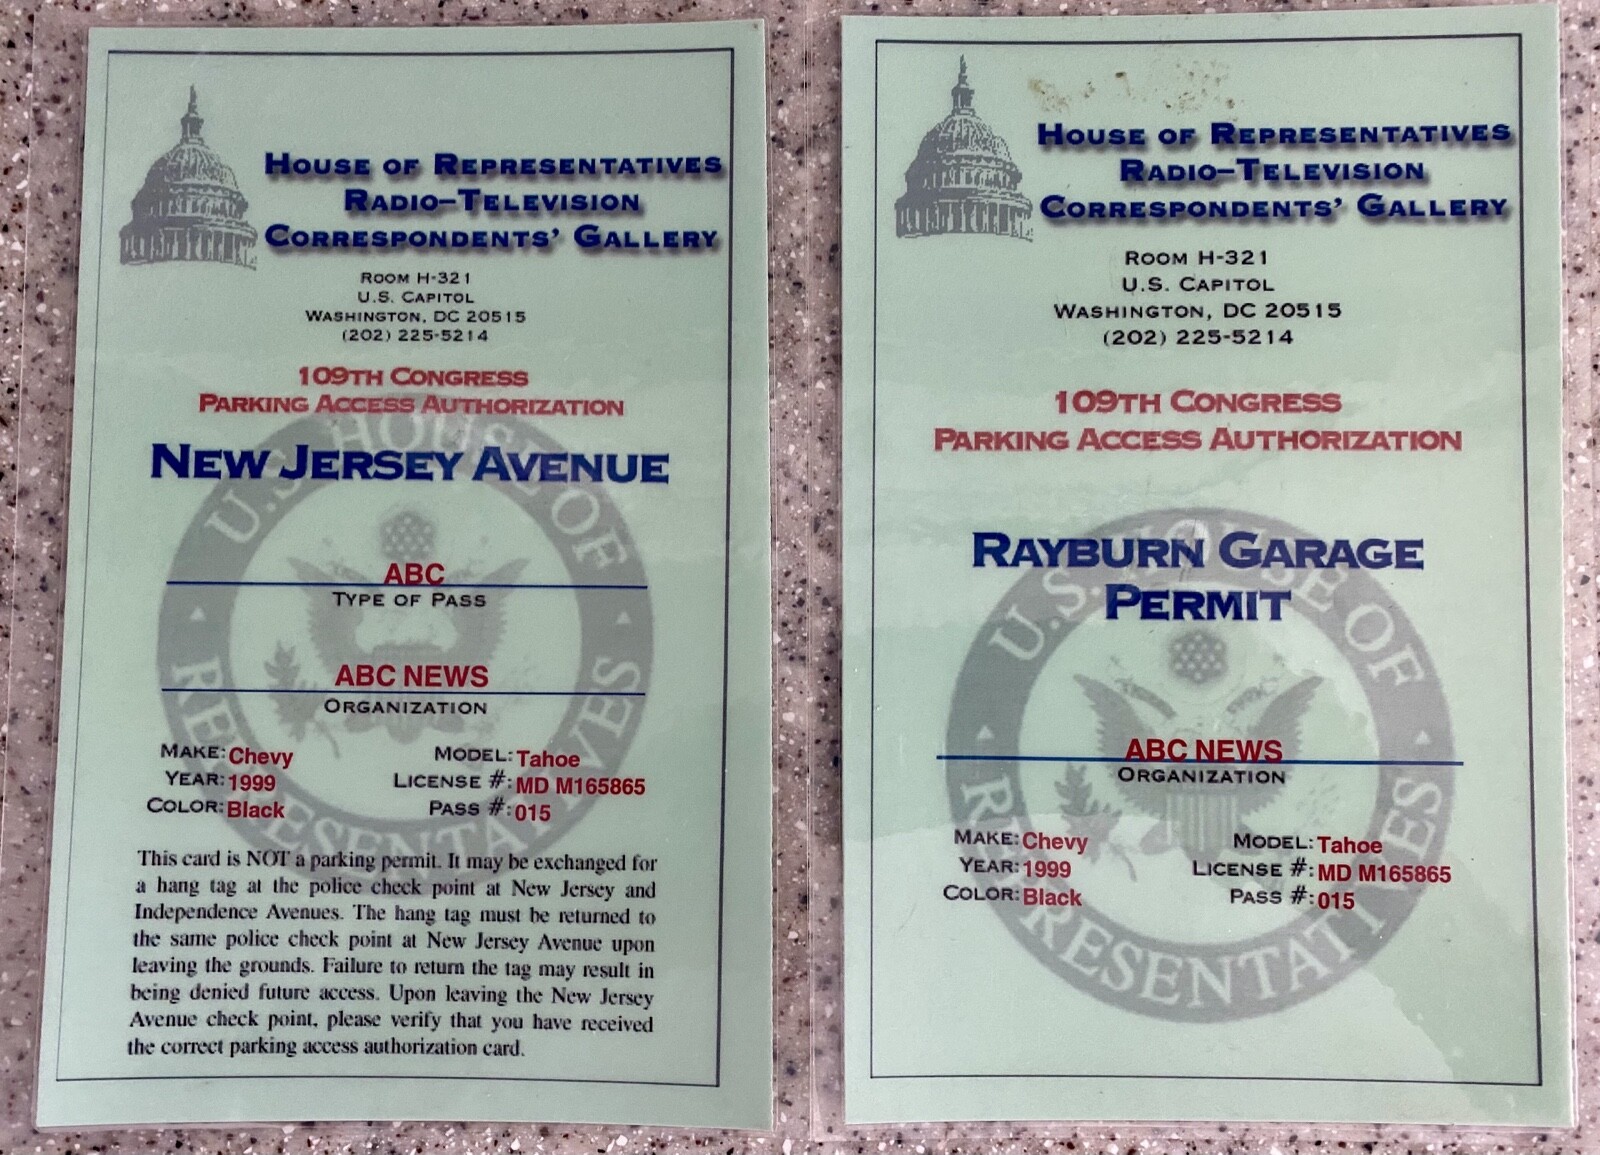 HOUSE OF REPRESENTATIVES
RADIO–TELEVISION
CORRESPONDENTS' GALLERY
ROOM H-321
U.S. CAPITOL
WASHINGTON, DC 20515
(202) 225-5214
109TH CONGRESS
PARKING ACCESS AUTHORIZATION
NEW JERSEY AVENUE
U.S. HOUSE OF
REPRESENTATIVES
ABC
TYPE OF PASS
ABC NEWS
ORGANIZATION
MAKE: Chevy MODEL: Tahoe
YEAR: 1999 LICENSE #: MD M165865
COLOR: Black PASS #: 015
This card is NOT a parking permit. It may be exchanged for
a hang tag at the police check point at New Jersey and
Independence Avenues. The hang tag must be returned to
the same police check point at New Jersey Avenue upon
leaving the grounds. Failure to return the tag may result in
being denied future access. Upon leaving the New Jersey
Avenue check point, please verify that you have received
the correct parking access authorization card.
HOUSE OF REPRESENTATIVES
RADIO–TELEVISION
CORRESPONDENTS' GALLERY
ROOM H-321
U.S. CAPITOL
WASHINGTON, DC 20515
(202) 225-5214
109TH CONGRESS
PARKING ACCESS AUTHORIZATION
RAYBURN GARAGE
PERMIT
U.S. HOUSE OF
REPRESENTATIVES
ABC NEWS
ORGANIZATION
MAKE: Chevy MODEL: Tahoe
YEAR: 1999 LICENSE #: MD M165865
COLOR: Black PASS #: 015